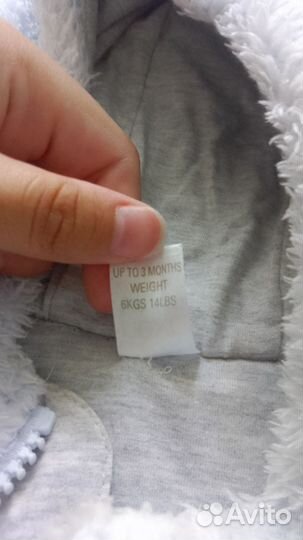 UP TO 3 MONTHS
WEIGHT
6KGS 14LBS
Avito